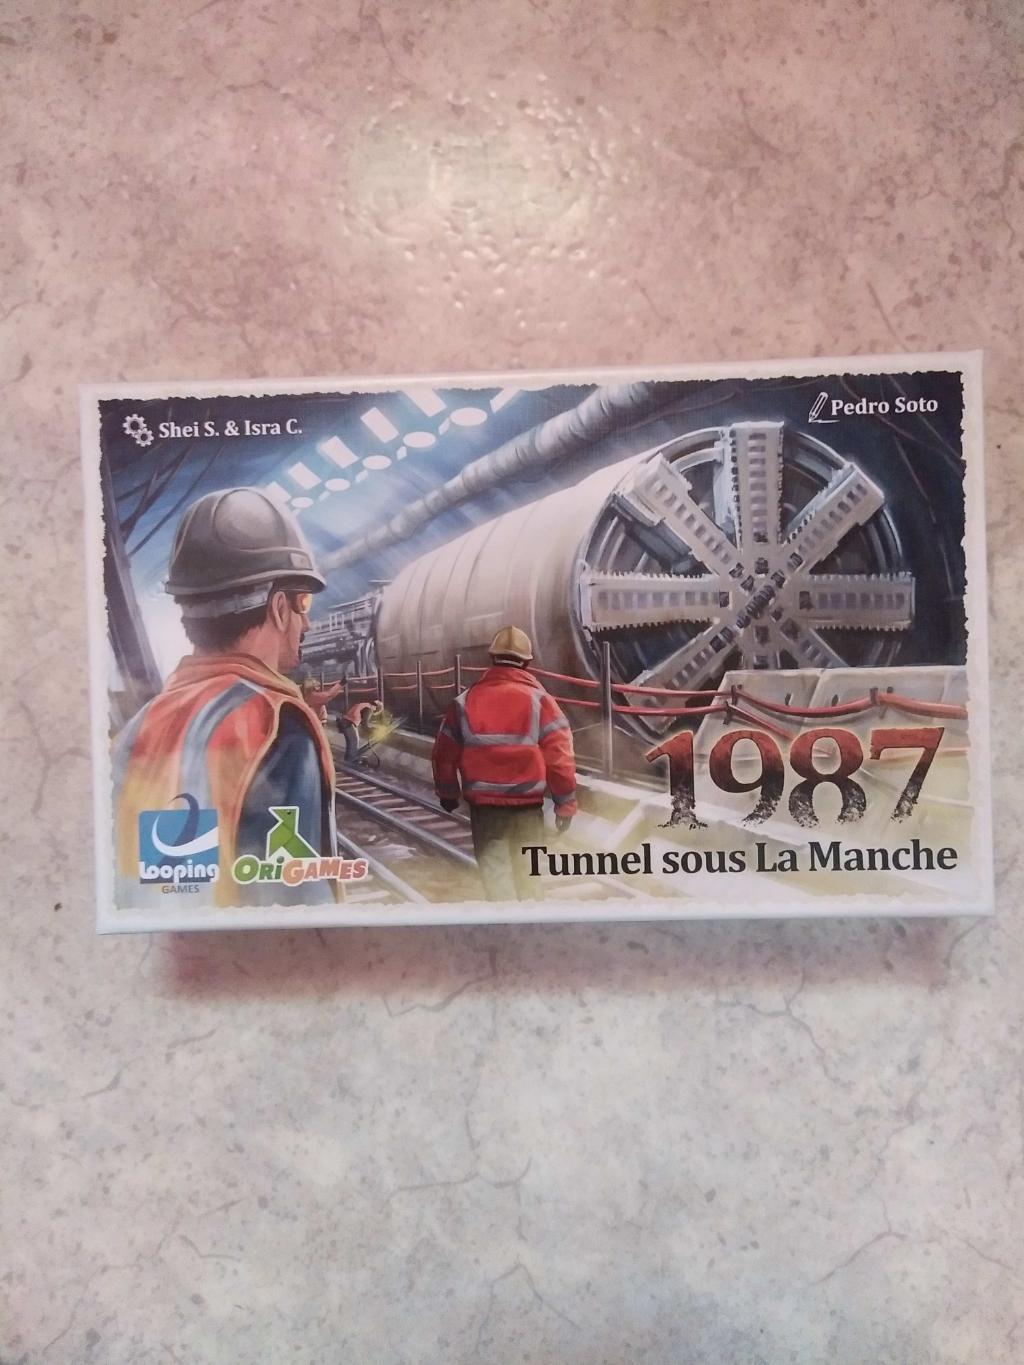 Shei S. & Isra C.
Pedro Soto
1987
Tunnel sous La Manche
Looping
GAMES
ORIGAMES